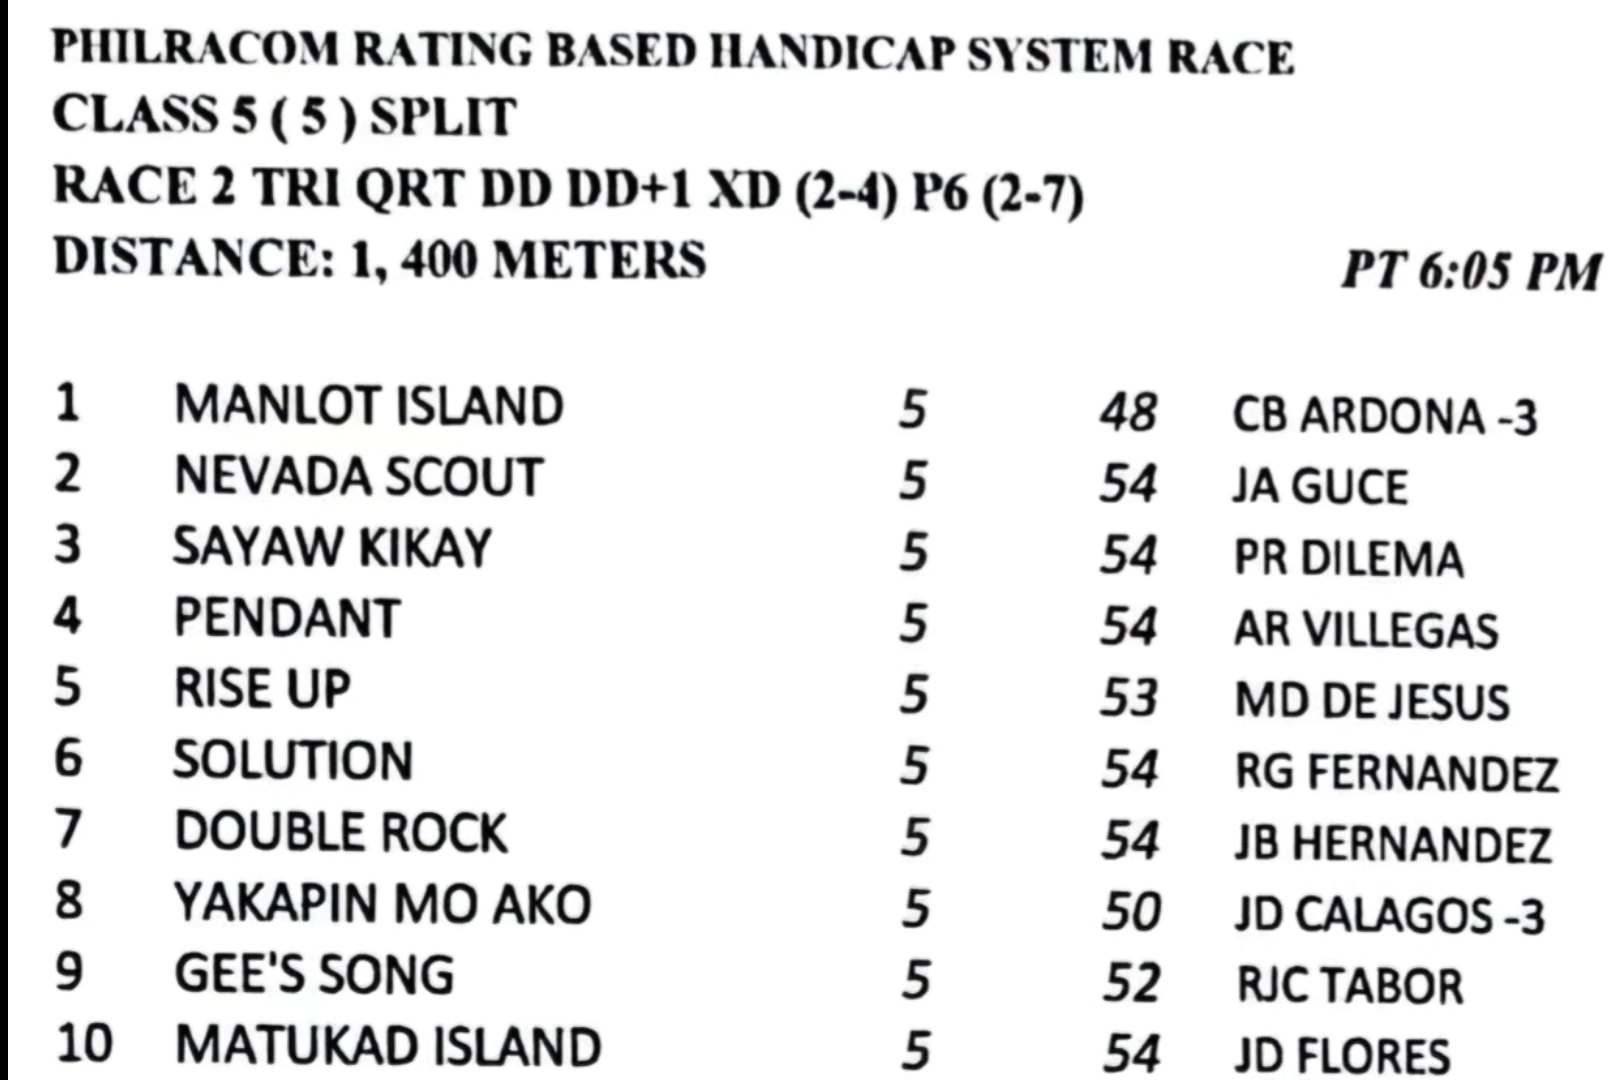 PHILRACOM RATING BASED HANDICAP SYSTEM RACE
CLASS 5 ( 5 ) SPLIT
RACE 2 TRI QRT DD DD+1 XD (2-4) P6 (2-7)
DISTANCE: 1, 400 METERS PT 6:05 PM
1 MANLOT ISLAND 5 48 CB ARDONA -3
2 NEVADA SCOUT 5 54 JA GUCE
3 SAYAW KIKAY 5 54 PR DILEMA
4 PENDANT 5 54 AR VILLEGAS
5 RISE UP 5 53 MD DE JESUS
6 SOLUTION 5 54 RG FERNANDEZ
7 DOUBLE ROCK 5 54 JB HERNANDEZ
8 YAKAPIN MO AKO 5 50 JD CALAGOS -3
9 GEE'S SONG 5 52 RJC TABOR
10 MATUKAD ISLAND 5 54 JD FLORES